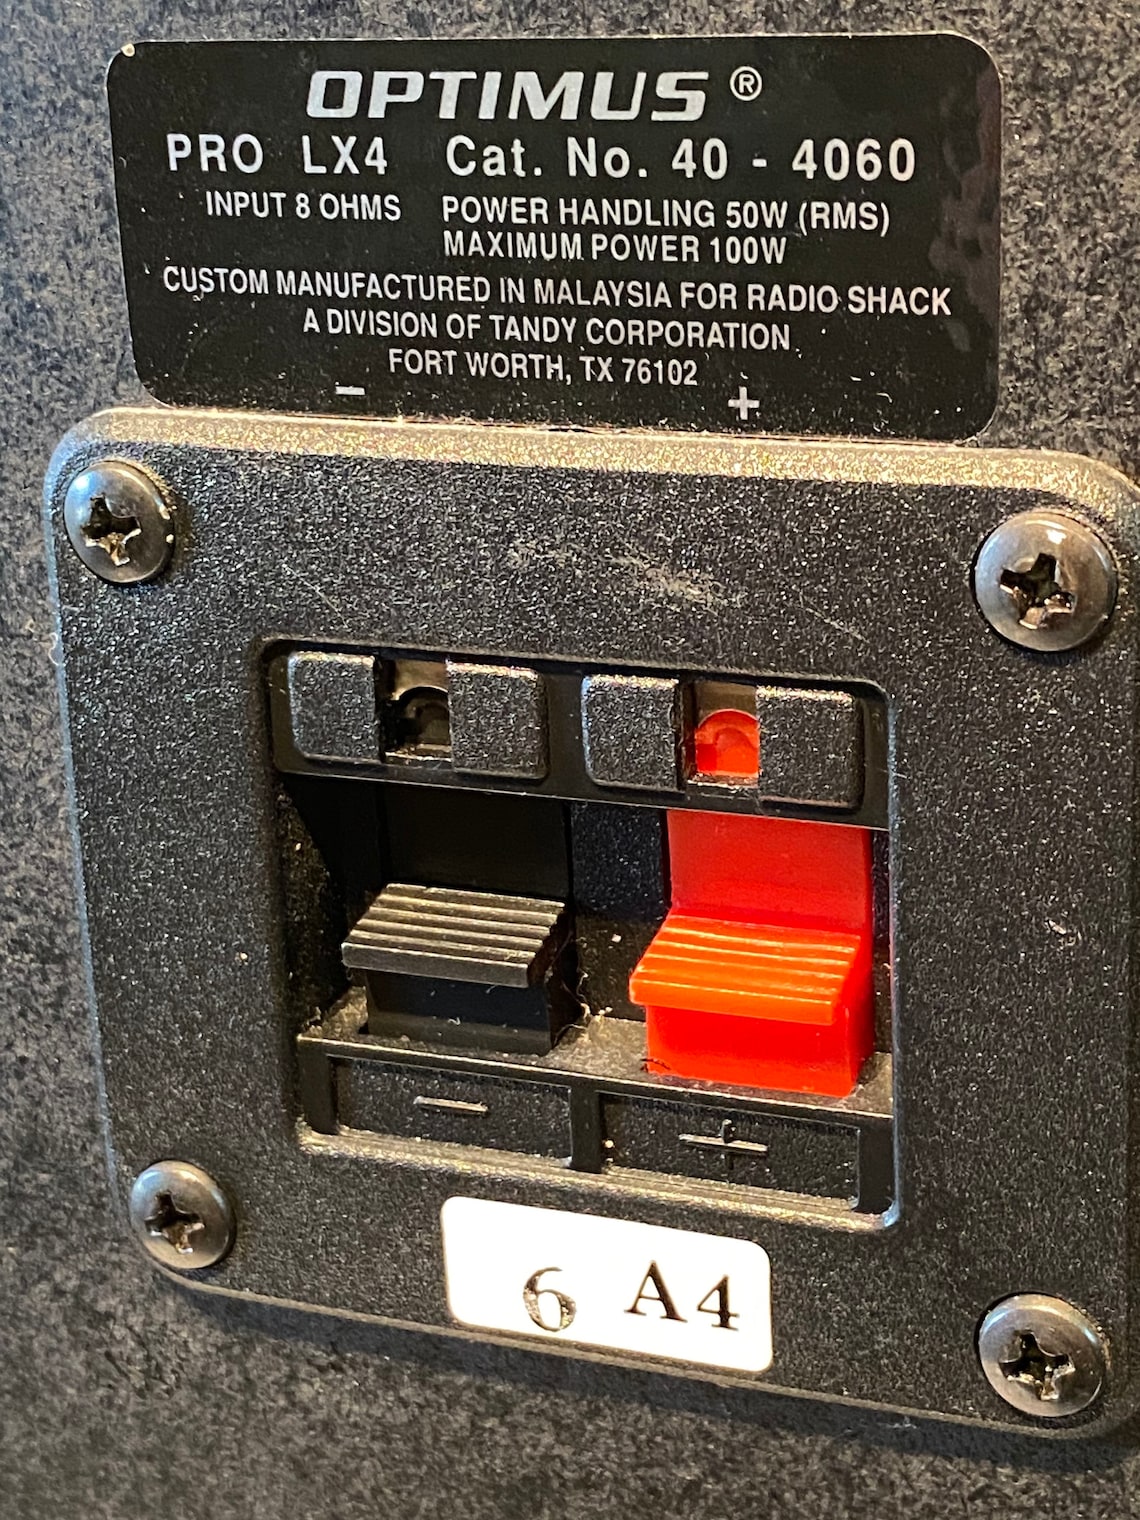 OPTIMUS®
PRO LX4 Cat. No. 40 - 4060
INPUT 8 OHMS POWER HANDLING 50W (RMS)
MAXIMUM POWER 100W
CUSTOM MANUFACTURED IN MALAYSIA FOR RADIO SHACK
A DIVISION OF TANDY CORPORATION
FORT WORTH, TX 76102
− +
− +
6 A4